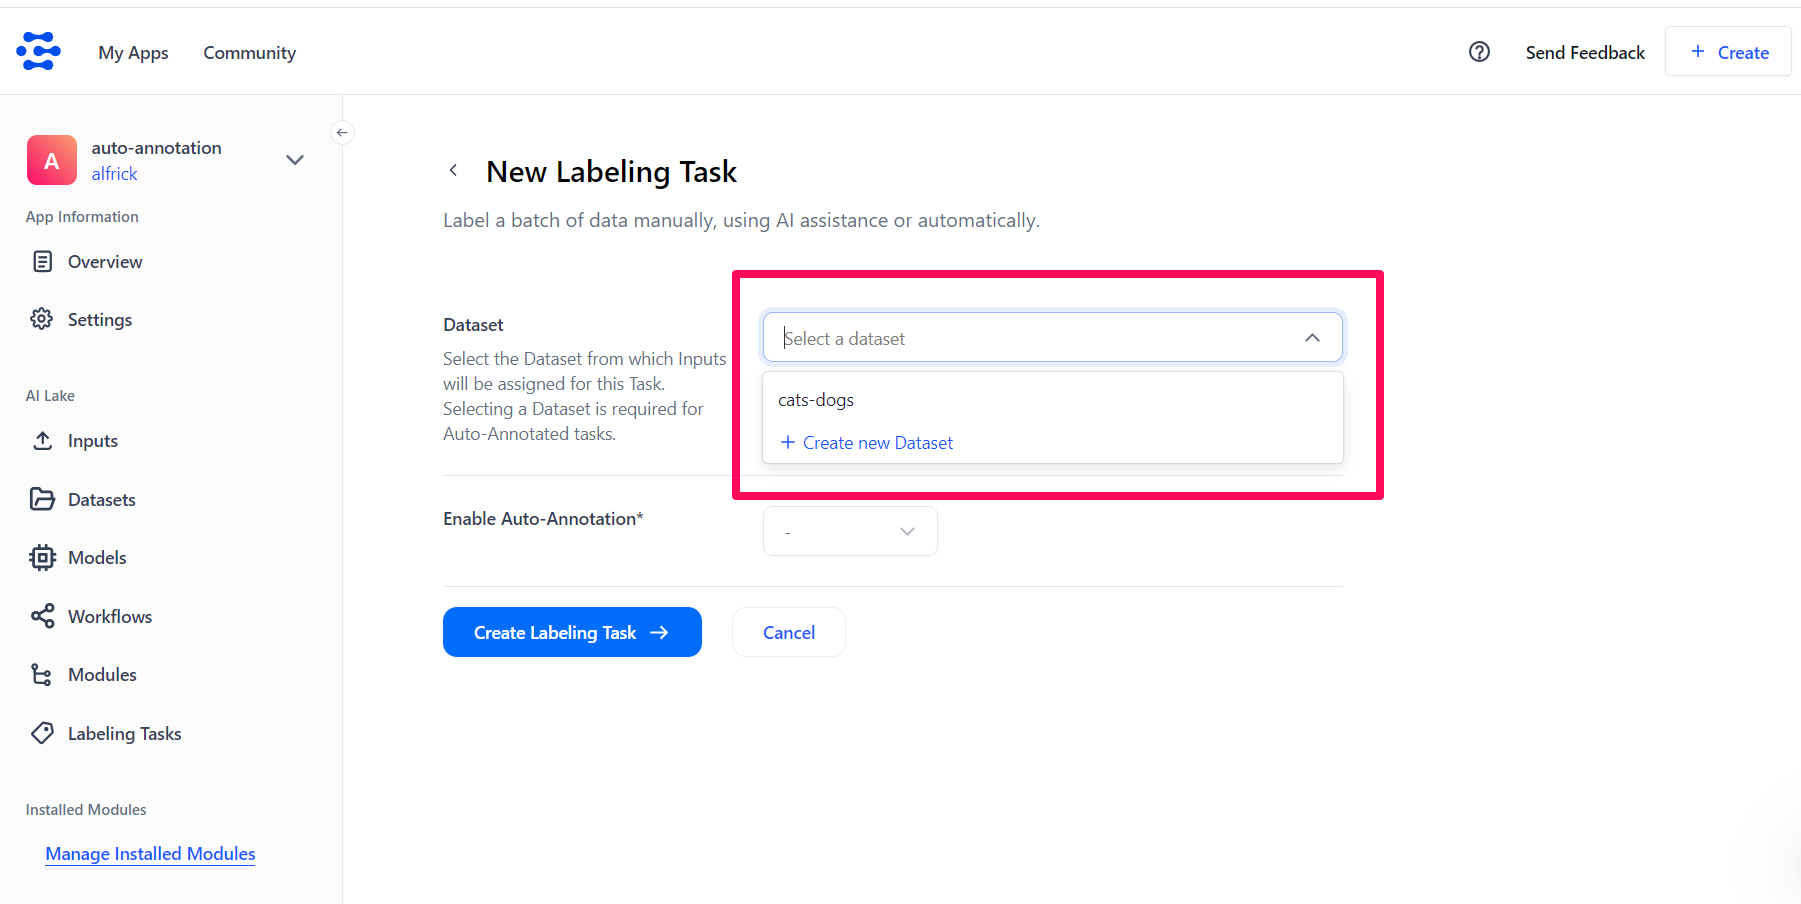 My Apps
Community
Send Feedback
+ Create
A
auto-annotation
alfrick
App Information
Overview
Settings
AI Lake
Inputs
Datasets
Models
Workflows
Modules
Labeling Tasks
Installed Modules
Manage Installed Modules
New Labeling Task
Label a batch of data manually, using AI assistance or automatically.
Dataset
Select the Dataset from which Inputs
will be assigned for this Task.
Selecting a Dataset is required for
Auto-Annotated tasks.
Select a dataset
cats-dogs
+ Create new Dataset
Enable Auto-Annotation*
-
Create Labeling Task
Cancel